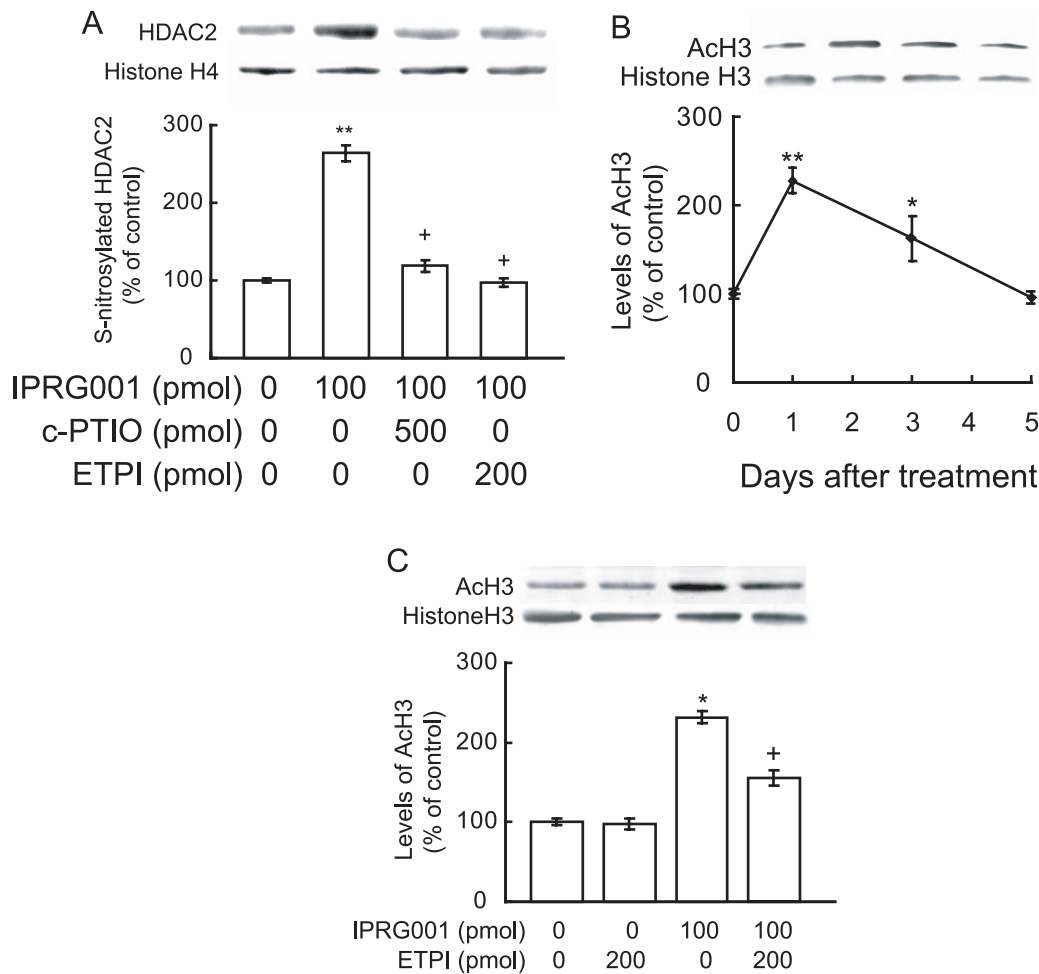 A
HDAC2
Histone H4
S-nitrosylated HDAC2
(% of control)
300
200
100
0
**
+
+
IPRG001 (pmol) 0 100 100 100
c-PTIO (pmol) 0 0 500 0
ETPI (pmol) 0 0 0 200
B
AcH3
Histone H3
Levels of AcH3
(% of control)
300
200
100
0
**
*
0 1 2 3 4 5
Days after treatment
C
AcH3
HistoneH3
Levels of AcH3
(% of control)
300
200
100
0
*
+
IPRG001 (pmol) 0 0 100 100
ETPI (pmol) 0 200 0 200